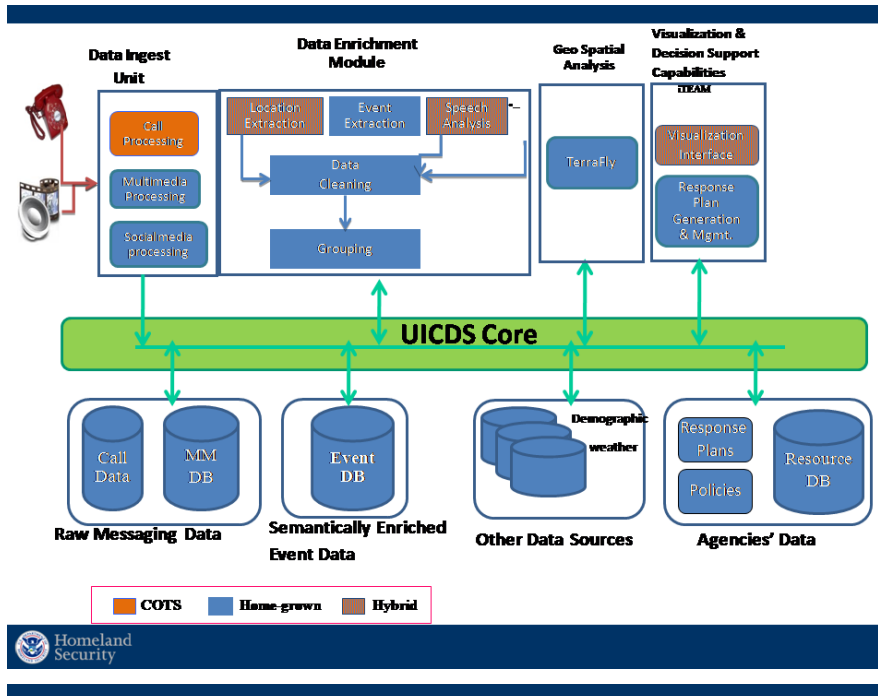 Data Ingest
Unit
Data Enrichment
Module
Geo Spatial
Analysis
Visualization &
Decision Support
Capabilities
iTEAM
Call
Processing
Multimedia
Processing
Social media
processing
Location
Extraction
Event
Extraction
Speech
Analysis
Data
Cleaning
Grouping
TerraFly
Visualization
Interface
Response
Plan
Generation
& Mgmt.
UICDS Core
Call
Data
MM
DB
Raw Messaging Data
Event
DB
Semantically Enriched
Event Data
Demographic
weather
Other Data Sources
Response
Plans
Policies
Resource
DB
Agencies' Data
COTS
Home-grown
Hybrid
Homeland
Security